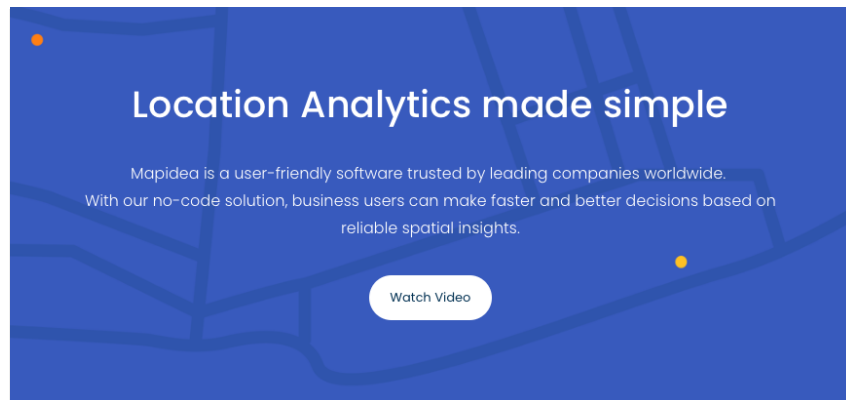 Location Analytics made simple
Mapidea is a user-friendly software trusted by leading companies worldwide.
With our no-code solution, business users can make faster and better decisions based on
reliable spatial insights.
Watch Video